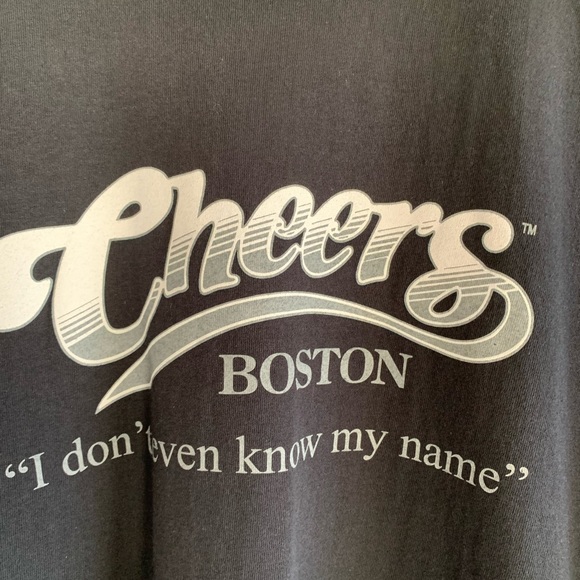 Cheers™
BOSTON
“I don’t even know my name”